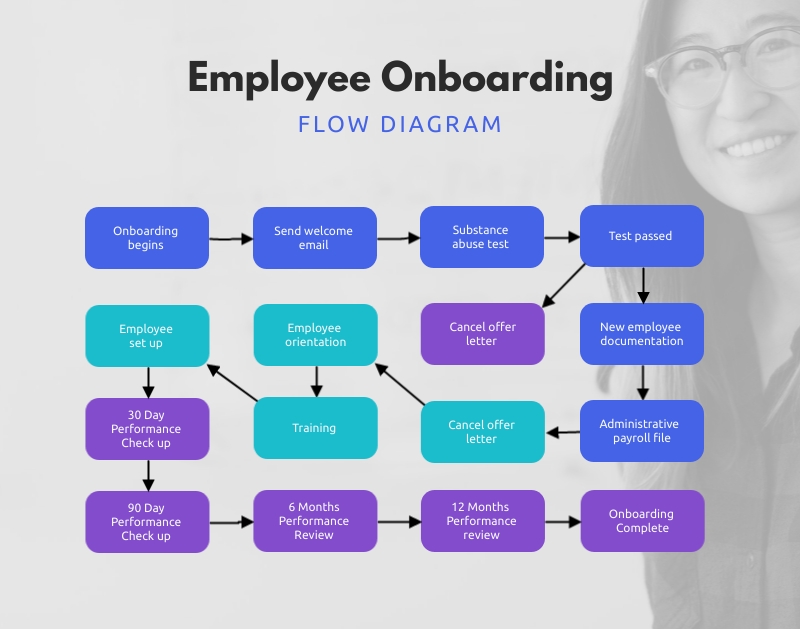 Employee Onboarding
FLOW DIAGRAM
Onboarding
begins
Send welcome
email
Substance
abuse test
Test passed
Employee
set up
Employee
orientation
Cancel offer
letter
New employee
documentation
30 Day
Performance
Check up
Training
Cancel offer
letter
Administrative
payroll file
90 Day
Performance
Check up
6 Months
Performance
Review
12 Months
Performance
review
Onboarding
Complete